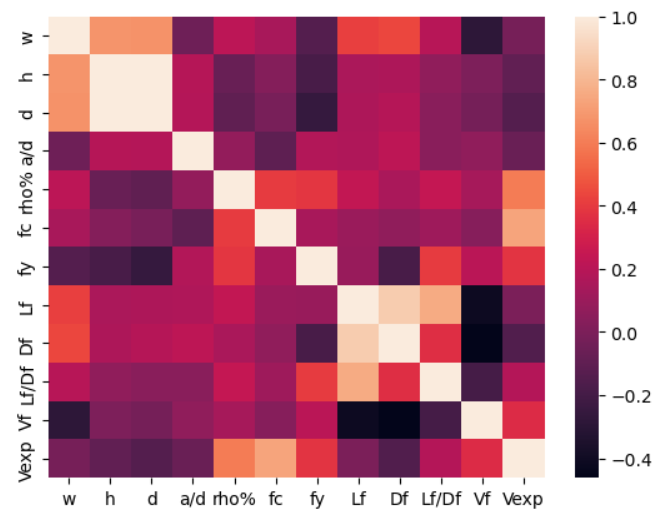 w
h
d
a/d
rho%
fc
fy
Lf
Df
Lf/Df
Vf
Vexp
w h d a/d rho% fc fy Lf Df Lf/Df Vf Vexp
1.0
0.8
0.6
0.4
0.2
0.0
−0.2
−0.4